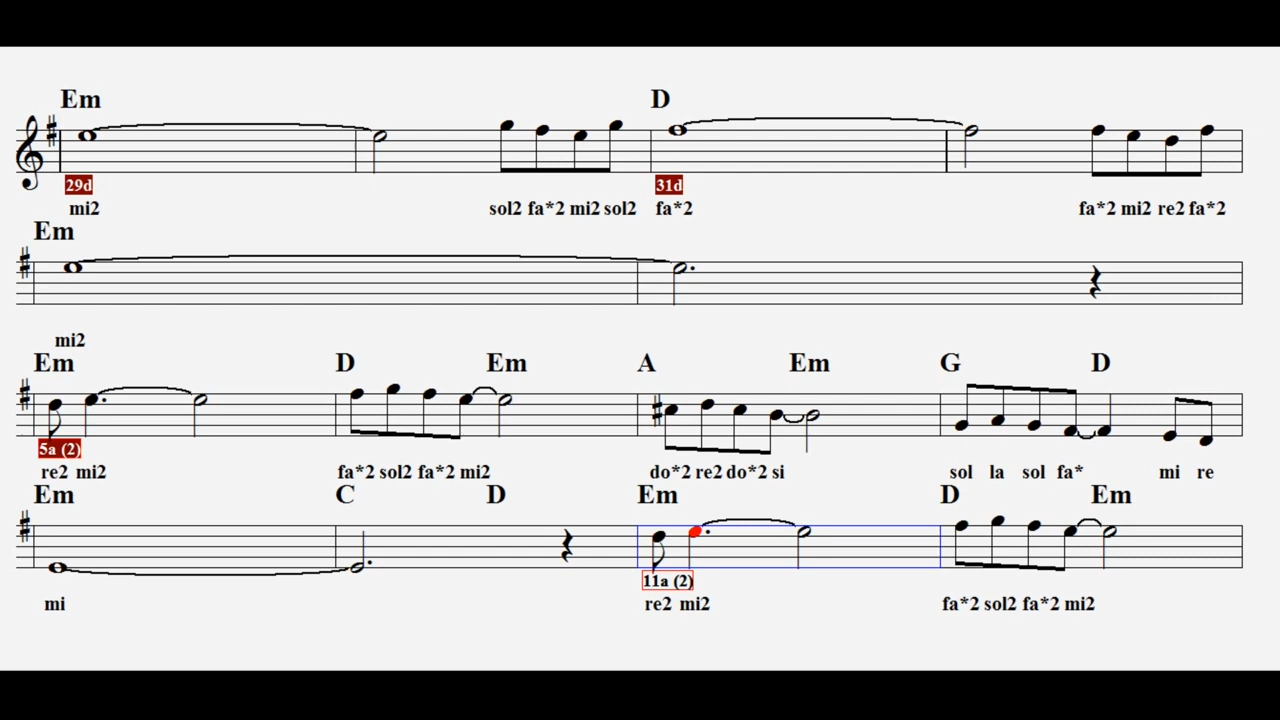 Em D
29d 31d
mi2 sol2 fa*2 mi2 sol2 fa*2 fa*2 mi2 re2 fa*2
Em
mi2
Em D Em A Em G D
5a (2)
re2 mi2 fa*2 sol2 fa*2 mi2 do*2 re2 do*2 si sol la sol fa* mi re
Em C D Em D Em
11a (2)
mi re2 mi2 fa*2 sol2 fa*2 mi2